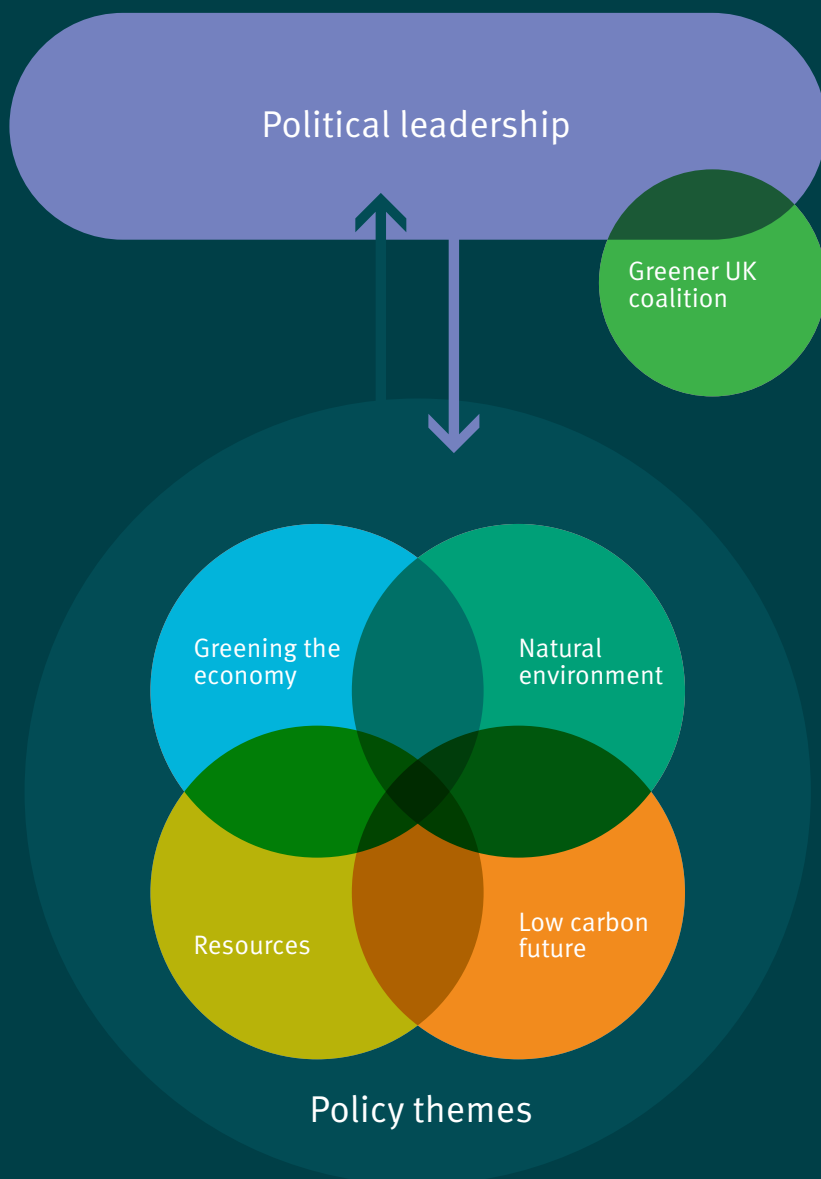 Political leadership
Greener UK
coalition
Greening the
economy
Natural
environment
Resources
Low carbon
future
Policy themes